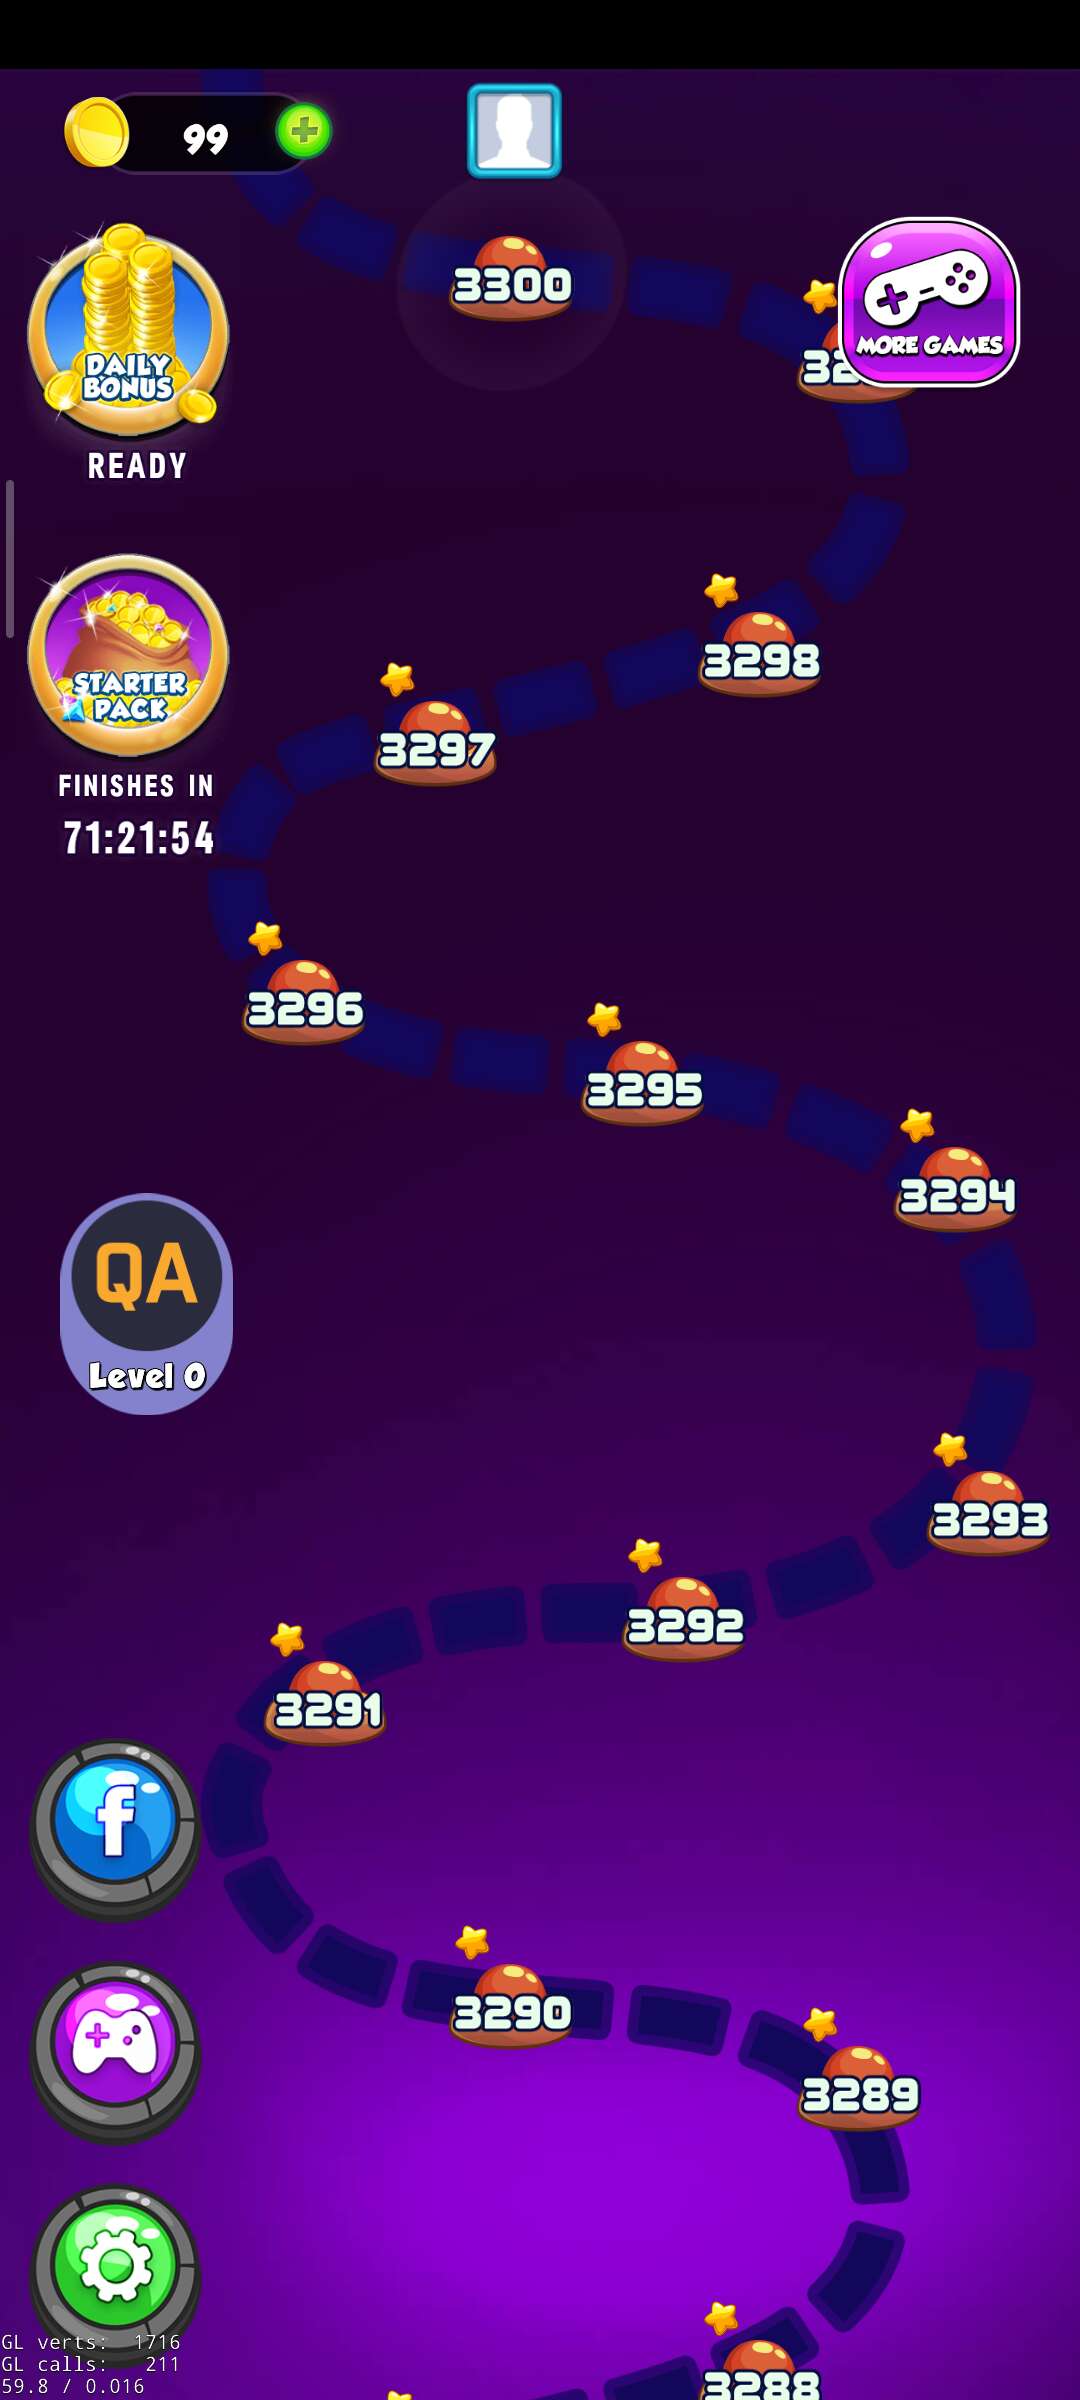 99
3300
MORE GAMES
32
DAILY
BONUS
READY
3298
STARTER
PACK
3297
FINISHES IN
71:21:54
3296
3295
3294
QA
Level 0
3293
3292
3291
f
3290
3289
GL verts: 1716
GL calls: 211
59.8 / 0.016
3288